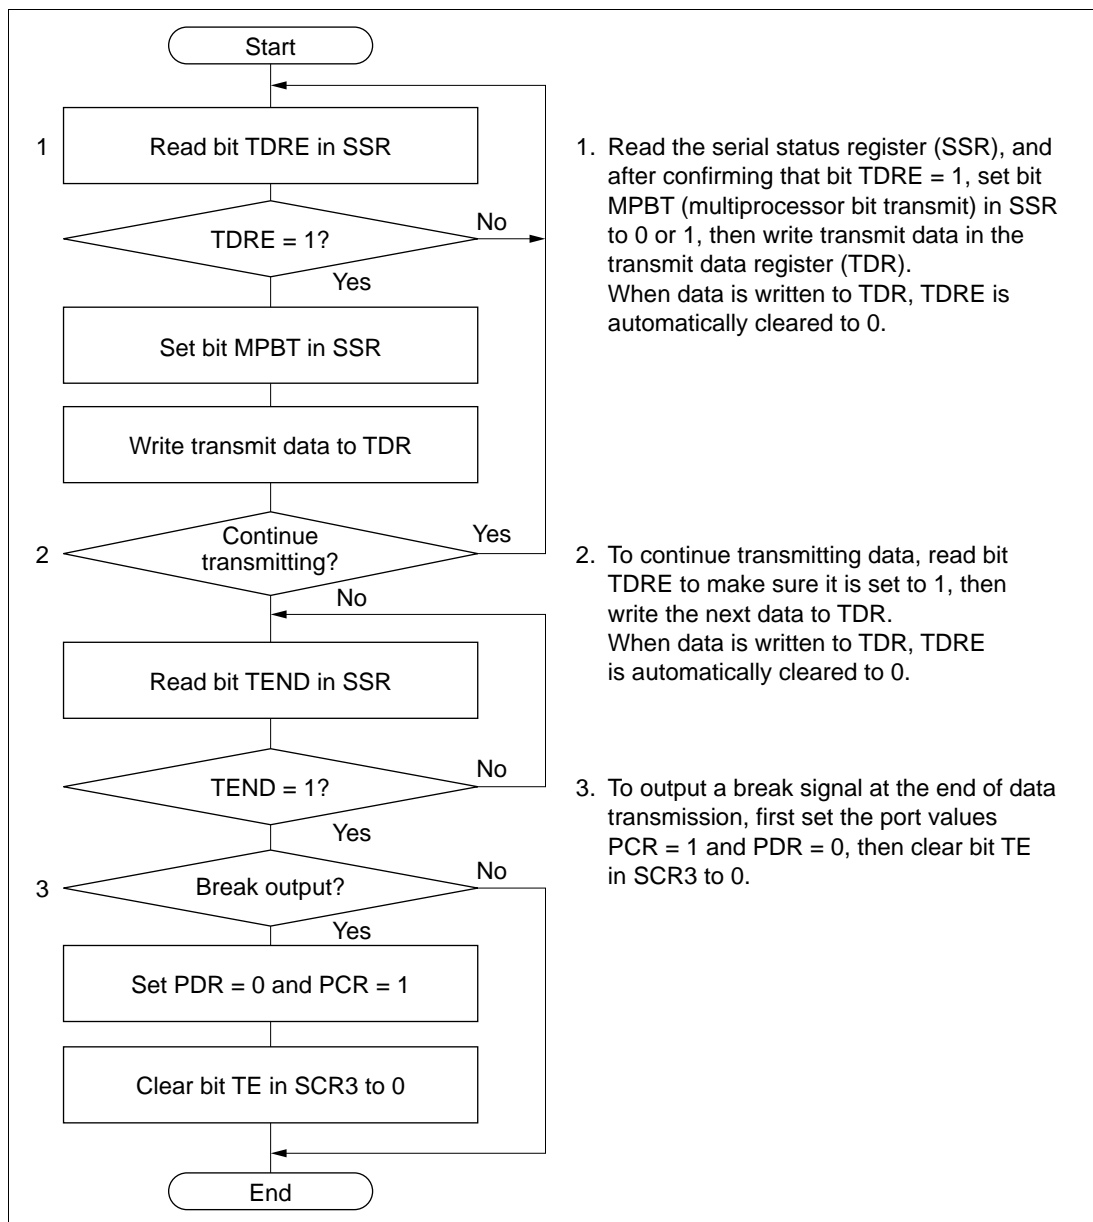 Start
1
Read bit TDRE in SSR
TDRE = 1?
No
Yes
Set bit MPBT in SSR
Write transmit data to TDR
2
Continue
transmitting?
Yes
No
Read bit TEND in SSR
TEND = 1?
No
Yes
3
Break output?
No
Yes
Set PDR = 0 and PCR = 1
Clear bit TE in SCR3 to 0
End
1. Read the serial status register (SSR), and
after confirming that bit TDRE = 1, set bit
MPBT (multiprocessor bit transmit) in SSR
to 0 or 1, then write transmit data in the
transmit data register (TDR).
When data is written to TDR, TDRE is
automatically cleared to 0.
2. To continue transmitting data, read bit
TDRE to make sure it is set to 1, then
write the next data to TDR.
When data is written to TDR, TDRE
is automatically cleared to 0.
3. To output a break signal at the end of data
transmission, first set the port values
PCR = 1 and PDR = 0, then clear bit TE
in SCR3 to 0.